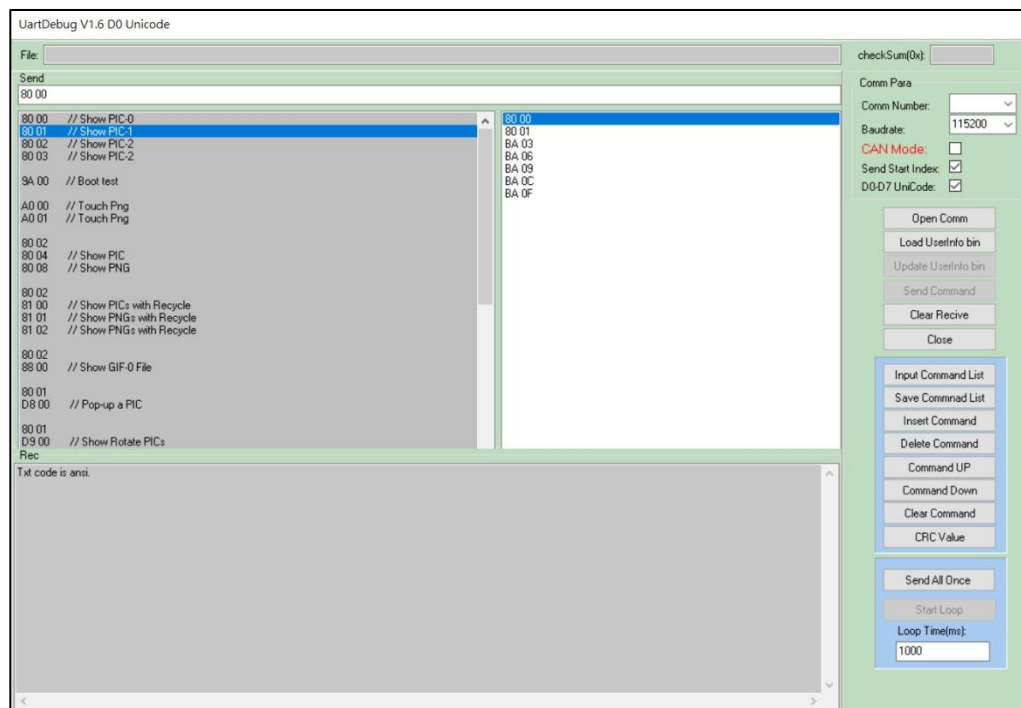 UartDebug V1.6 D0 Unicode
File:
checkSum(0x):
Send
80 00
80 00 // Show PIC-0
80 01 // Show PIC-1
80 02 // Show PIC-2
80 03 // Show PIC-2
9A 00 // Boot test
A0 00 // Touch Png
A0 01 // Touch Png
80 02
80 04 // Show PIC
80 08 // Show PNG
80 02
81 00 // Show PICs with Recycle
81 01 // Show PNGs with Recycle
81 02 // Show PNGs with Recycle
80 02
88 00 // Show GIF-0 File
80 01
D8 00 // Pop-up a PIC
80 01
D9 00 // Show Rotate PICs
80 00
80 01
BA 03
BA 06
BA 09
BA 0C
BA 0F
Rec
Txt code is ansi.
Comm Para
Comm Number:
Baudrate: 115200
CAN Mode:
Send Start Index:
D0-D7 UniCode:
Open Comm
Load UserInfo bin
Update UserInfo bin
Send Command
Clear Recive
Close
Input Command List
Save Commnad List
Insert Command
Delete Command
Command UP
Command Down
Clear Command
CRC Value
Send All Once
Start Loop
Loop Time(ms):
1000